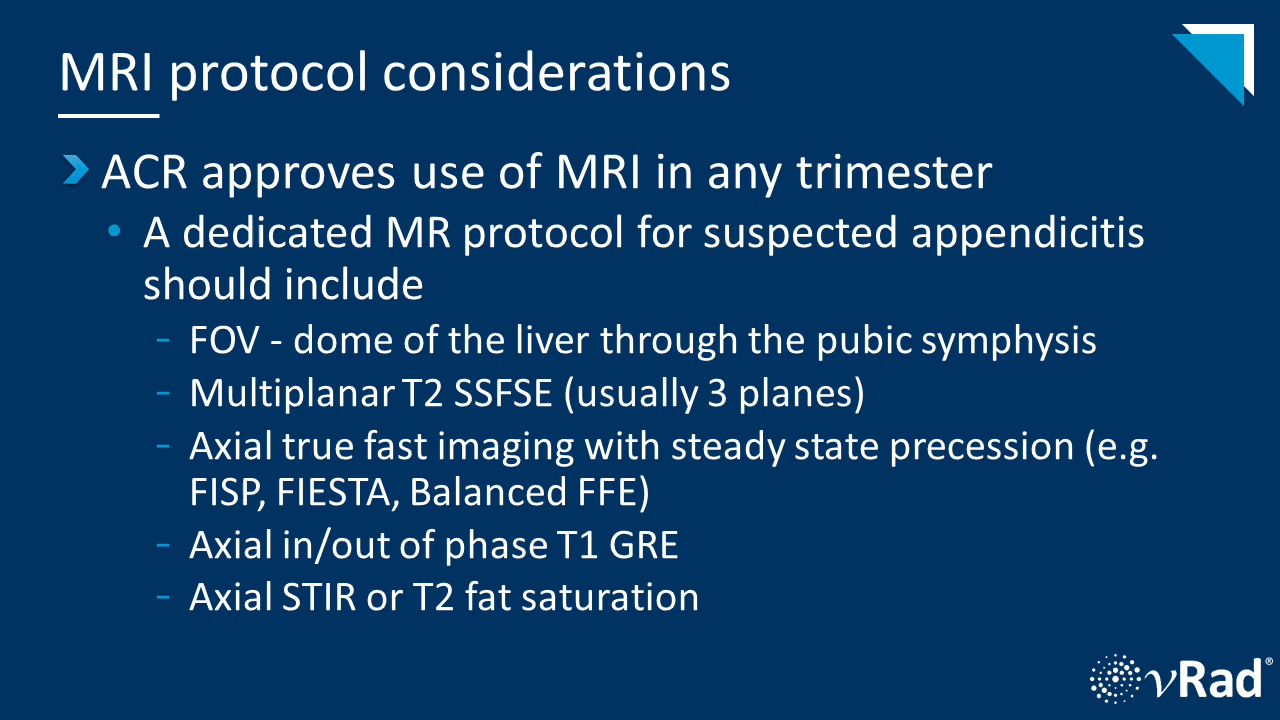 MRI protocol considerations
ACR approves use of MRI in any trimester
• A dedicated MR protocol for suspected appendicitis
should include
- FOV - dome of the liver through the pubic symphysis
- Multiplanar T2 SSFSE (usually 3 planes)
- Axial true fast imaging with steady state precession (e.g.
FISP, FIESTA, Balanced FFE)
- Axial in/out of phase T1 GRE
- Axial STIR or T2 fat saturation
vRad®